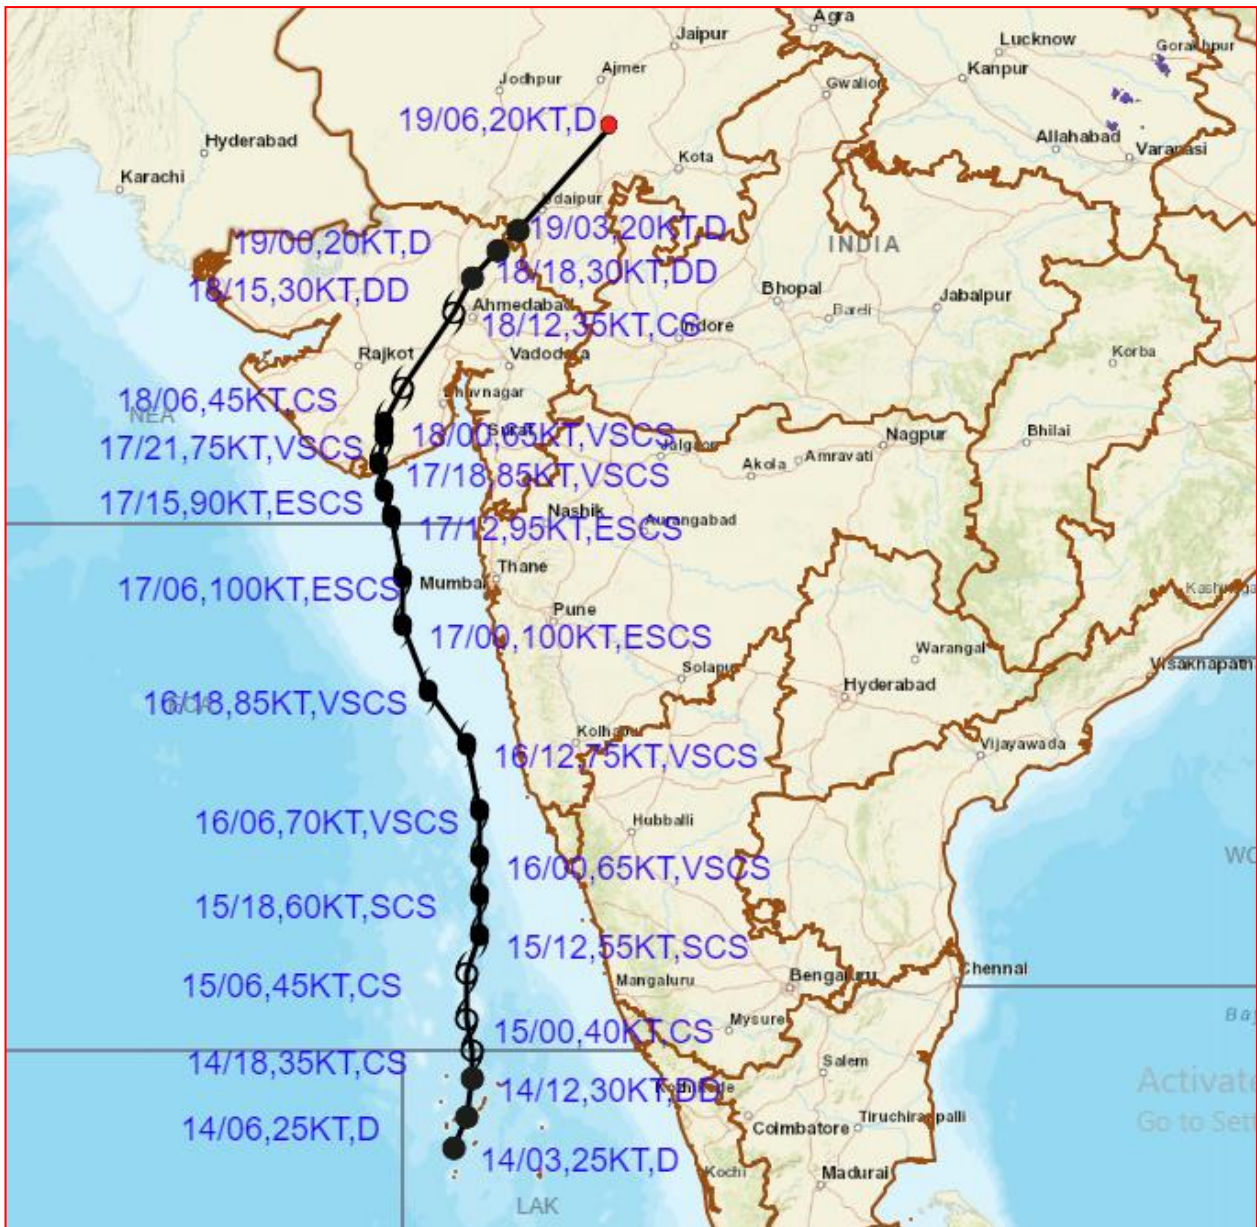 Agra
Jaipur
Lucknow
Gorakhpur
Ajmer
Kanpur
Jodhpur
Gwalior
19/06,20KT,D
Hyderabad
Allahabad
Varanasi
Kota
Karachi
Udaipur
19/03,20KT,D
19/00,20KT,D
INDIA
18/18,30KT,DD
18/15,30KT,DD
Bhopal
Jabalpur
Ahmedabad
Bareli
18/12,35KT,CS
Indore
Rajkot
Vadodara
Korba
Bhavnagar
18/06,45KT,CS
NEA
Surat
18/00,65KT,VSCS
17/21,75KT,VSCS
Jalgaon
Nagpur
Bhilai
Akola
Amravati
17/18,85KT,VSCS
17/15,90KT,ESCS
Nashik
Aurangabad
17/12,95KT,ESCS
Thane
Mumbai
17/06,100KT,ESCS
Pune
17/00,100KT,ESCS
Warangal
Solapur
Visakhapatn
Hyderabad
16/18,85KT,VSCS
Kolhapur
Vijayawada
16/12,75KT,VSCS
16/06,70KT,VSCS
Hubballi
16/00,65KT,VSCS
WC
15/18,60KT,SCS
15/12,55KT,SCS
Bengaluru
Chennai
Mangaluru
15/06,45KT,CS
Mysuru
Ba
15/00,40KT,CS
14/18,35KT,CS
Salem
Activate
Kozhikode
14/12,30KT,DD
Go to Set
14/06,25KT,D
Coimbatore
Tiruchirappalli
14/03,25KT,D
Kochi
Madurai
LAK